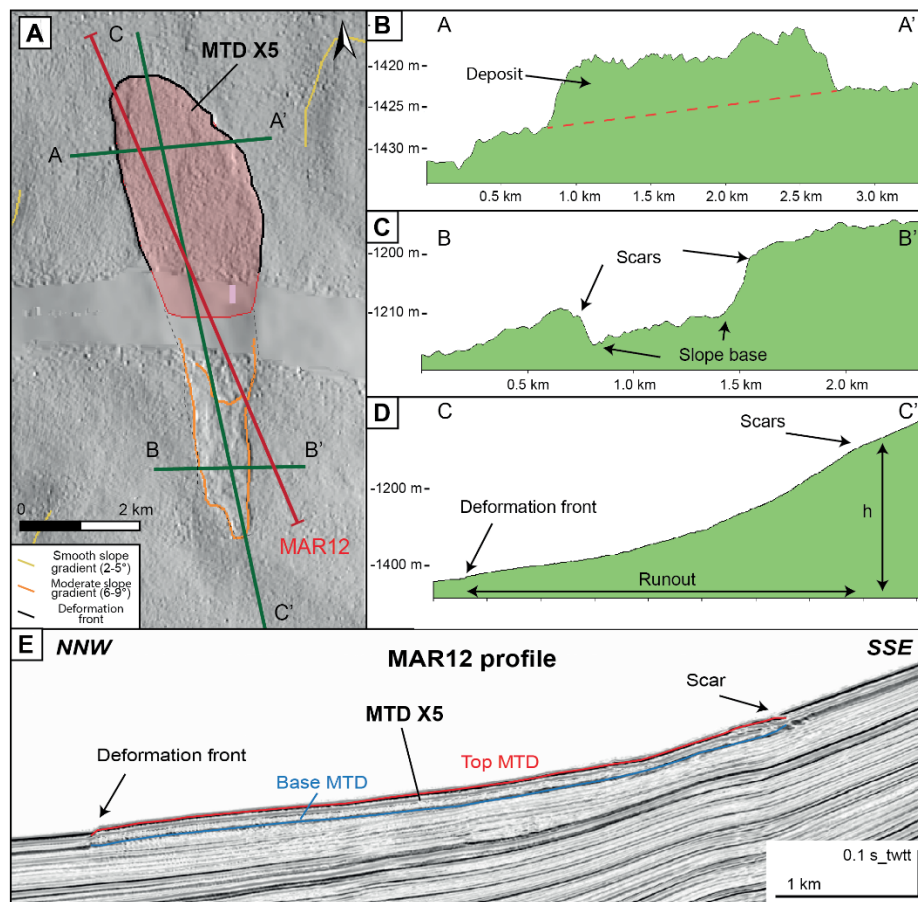 A
C
MTD X5
A'
A
B
B'
0
2 km
MAR12
C'
Smooth slope
gradient (2-5°)
Moderate slope
gradient (6-9°)
Deformation
front
B
A
A'
-1420 m -
-1425 m -
-1430 m -
Deposit
0.5 km
1.0 km
1.5 km
2.0 km
2.5 km
3.0 km
C
B
B'
-1200 m -
-1210 m -
Scars
Slope base
0.5 km
1.0 km
1.5 km
2.0 km
D
C
C'
Scars
-1200 m -
-1400 m -
Deformation front
h
Runout
E
NNW
SSE
MAR12 profile
Scar
MTD X5
Deformation front
Top MTD
Base MTD
0.1 s_twtt
1 km